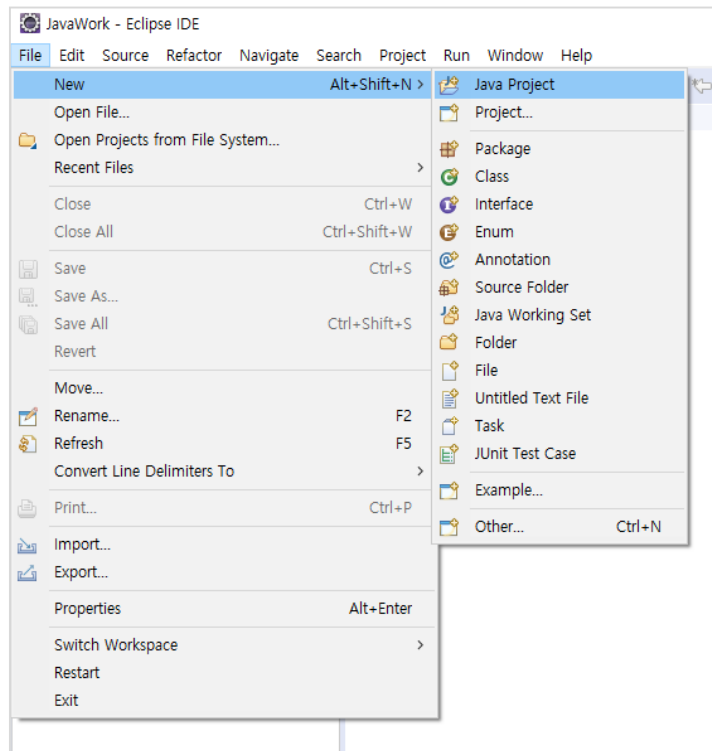 JavaWork - Eclipse IDE
File Edit Source Refactor Navigate Search Project Run Window Help
New Alt+Shift+N >
Open File...
Open Projects from File System...
Recent Files >
Close Ctrl+W
Close All Ctrl+Shift+W
Save Ctrl+S
Save As...
Save All Ctrl+Shift+S
Revert
Move...
Rename... F2
Refresh F5
Convert Line Delimiters To >
Print... Ctrl+P
Import...
Export...
Properties Alt+Enter
Switch Workspace >
Restart
Exit
Java Project
Project...
Package
Class
Interface
Enum
Annotation
Source Folder
Java Working Set
Folder
File
Untitled Text File
Task
JUnit Test Case
Example...
Other... Ctrl+N